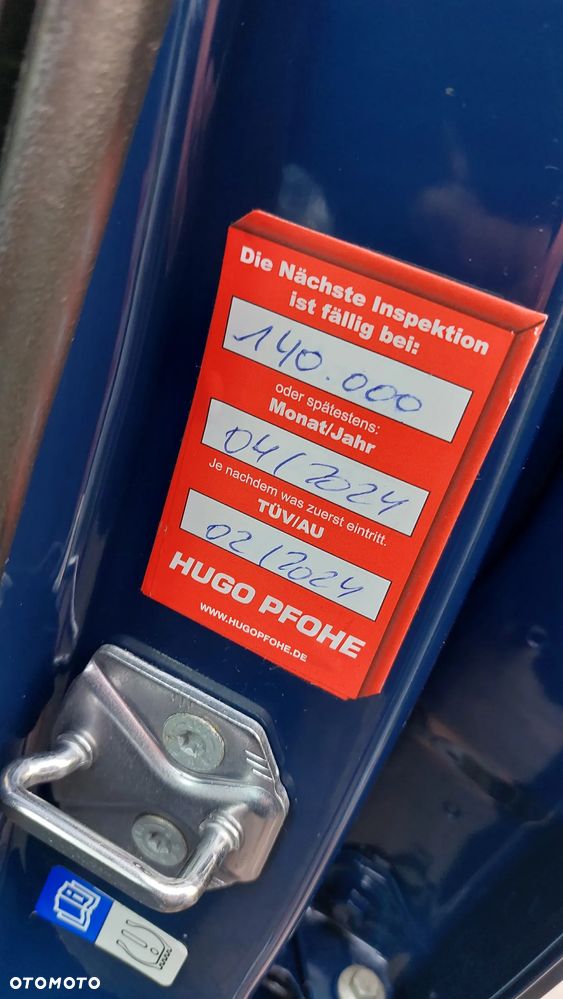 Die Nächste Inspektion
ist fällig bei:
140.000
oder spätestens:
Monat/Jahr
04/2024
Je nachdem was zuerst eintritt.
TÜV/AU
02/2024
HUGO PFOHE
WWW.HUGOPFOHE.DE
OTOMOTO